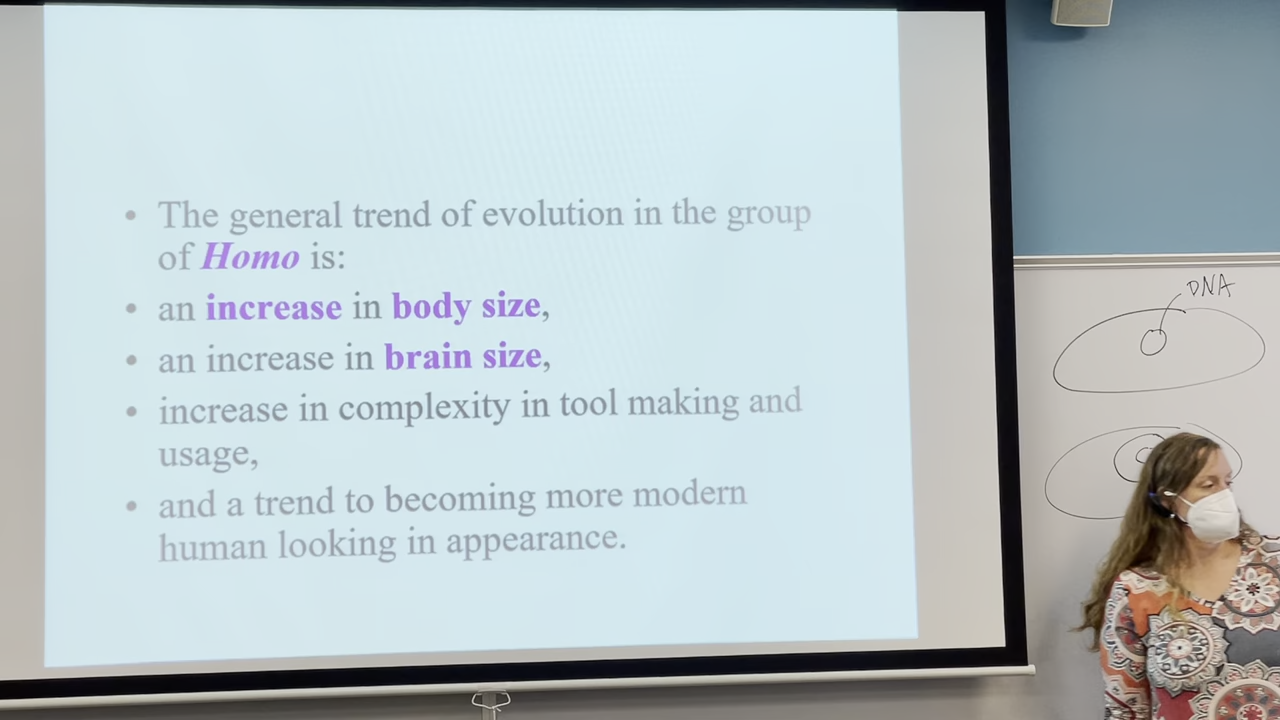 • The general trend of evolution in the group
of Homo is:
• an increase in body size,
• an increase in brain size,
• increase in complexity in tool making and
usage,
• and a trend to becoming more modern
human looking in appearance.
DNA